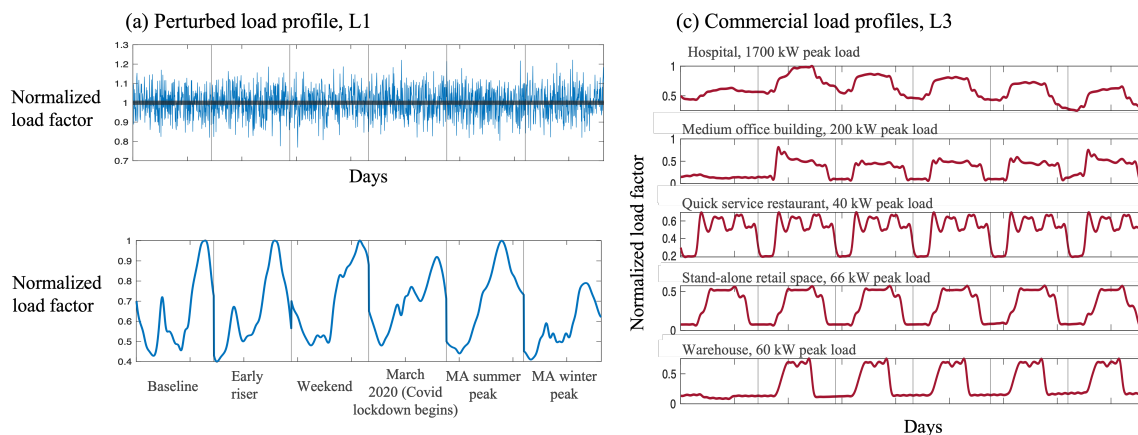 (a) Perturbed load profile, L1
Normalized
load factor
1.3
1.2
1.1
1
0.9
0.8
0.7
Days
Normalized
load factor
1
0.9
0.8
0.7
0.6
0.5
0.4
Baseline
Early
riser
Weekend
March
2020 (Covid
lockdown begins)
MA summer
peak
MA winter
peak
(c) Commercial load profiles, L3
Normalized load factor
Hospital, 1700 kW peak load
1
0.5
Medium office building, 200 kW peak load
1
0.5
0
Quick service restaurant, 40 kW peak load
0.6
0.4
0.2
Stand-alone retail space, 66 kW peak load
0.5
0
Warehouse, 60 kW peak load
0.5
0
Days